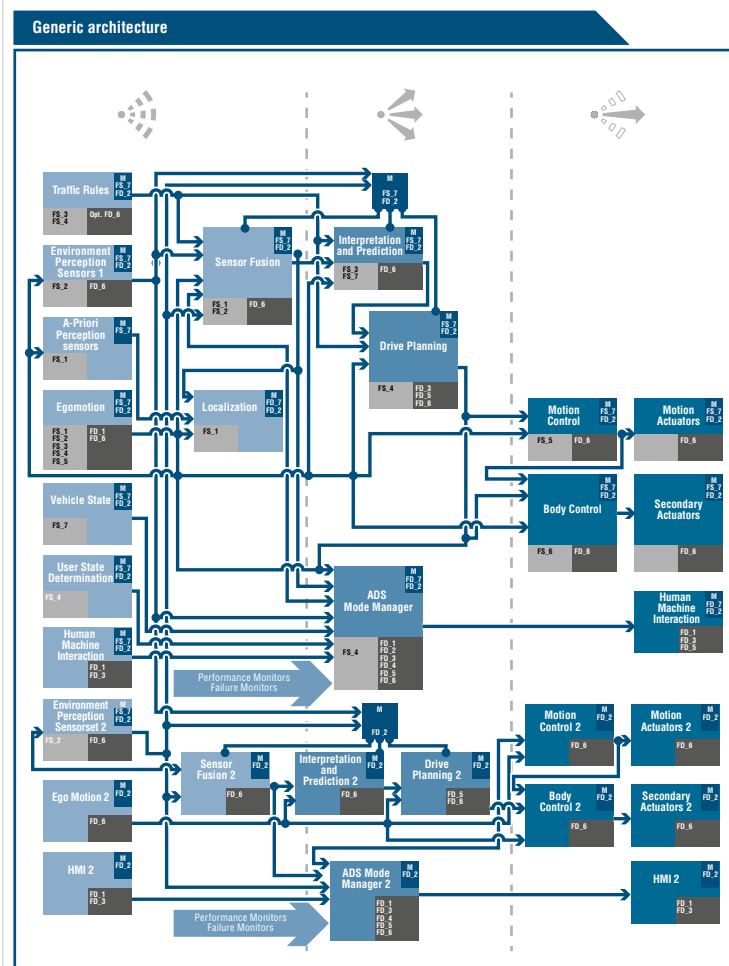 Generic architecture
M
FS_7
FD_2
Traffic Rules
M
FS_7
FD_2
FS_3
FS_4
Opt. FD_6
Environment
Perception
Sensors 1
M
FS_7
FD_2
FS_2
FD_6
Sensor Fusion
M
FS_7
FD_2
FS_1
FS_2
FD_6
Interpretation
and Prediction
M
FS_7
FD_2
FS_3
FS_7
FD_6
A-Priori
Perception
sensors
M
FS_7
FS_1
Drive Planning
M
FS_7
FD_2
FS_4
FD_3
FD_5
FD_6
Egomotion
M
FS_7
FD_2
FS_1
FS_2
FS_3
FS_4
FS_5
FD_1
FD_6
Localization
M
FD_7
FD_2
FS_1
Motion
Control
M
FS_7
FD_2
FS_5
FD_6
Motion
Actuators
M
FS_7
FD_2
FD_6
Vehicle State
M
FS_7
FD_2
FS_7
Body Control
M
FS_7
FD_2
FS_6
FD_6
Secondary
Actuators
FD_6
User State
Determination
M
FS_7
FD_2
FS_4
ADS
Mode Manager
M
FD_7
FD_2
FS_4
FD_1
FD_2
FD_3
FD_4
FD_5
FD_6
Human
Machine
Interaction
M
FD_7
FD_2
FD_1
FD_3
FD_5
Human
Machine
Interaction
M
FS_7
FD_2
FD_1
FD_3
Performance Monitors
Failure Monitors
Environment
Perception
Sensorset 2
M
FS_7
FD_2
FS_2
FD_6
M
FD_2
Motion
Control 2
M
FD_2
FD_6
Motion
Actuators 2
M
FD_2
FD_6
Sensor
Fusion 2
M
FD_2
FD_6
Interpretation
and
Prediction 2
M
FD_2
FD_6
Drive
Planning 2
M
FD_2
FD_5
FD_6
Ego Motion 2
M
FD_2
FD_6
Body
Control 2
M
FD_2
FD_6
Secondary
Actuators 2
M
FD_2
FD_6
HMI 2
M
FD_2
FD_1
FD_3
ADS Mode
Manager 2
M
FD_2
FD_1
FD_3
FD_4
FD_5
FD_6
HMI 2
M
FD_2
FD_1
FD_3
Performance Monitors
Failure Monitors